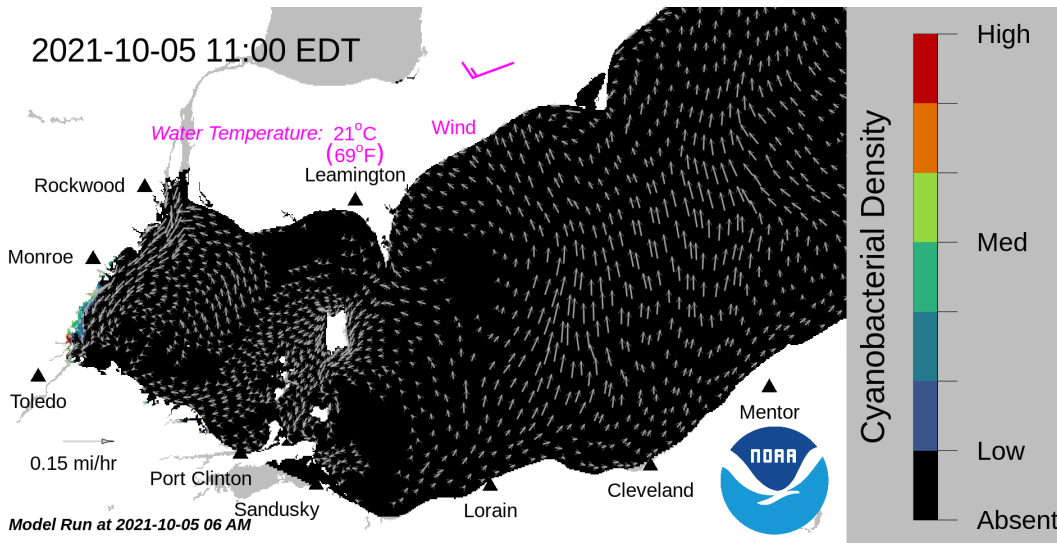 2021-10-05 11:00 EDT
Water Temperature: 21°C
(69°F)
Wind
Leamington
Rockwood
Monroe
Toledo
0.15 mi/hr
Port Clinton
Sandusky
Lorain
Cleveland
Mentor
NOAA
Model Run at 2021-10-05 06 AM
Cyanobacterial Density
High
Med
Low
Absent